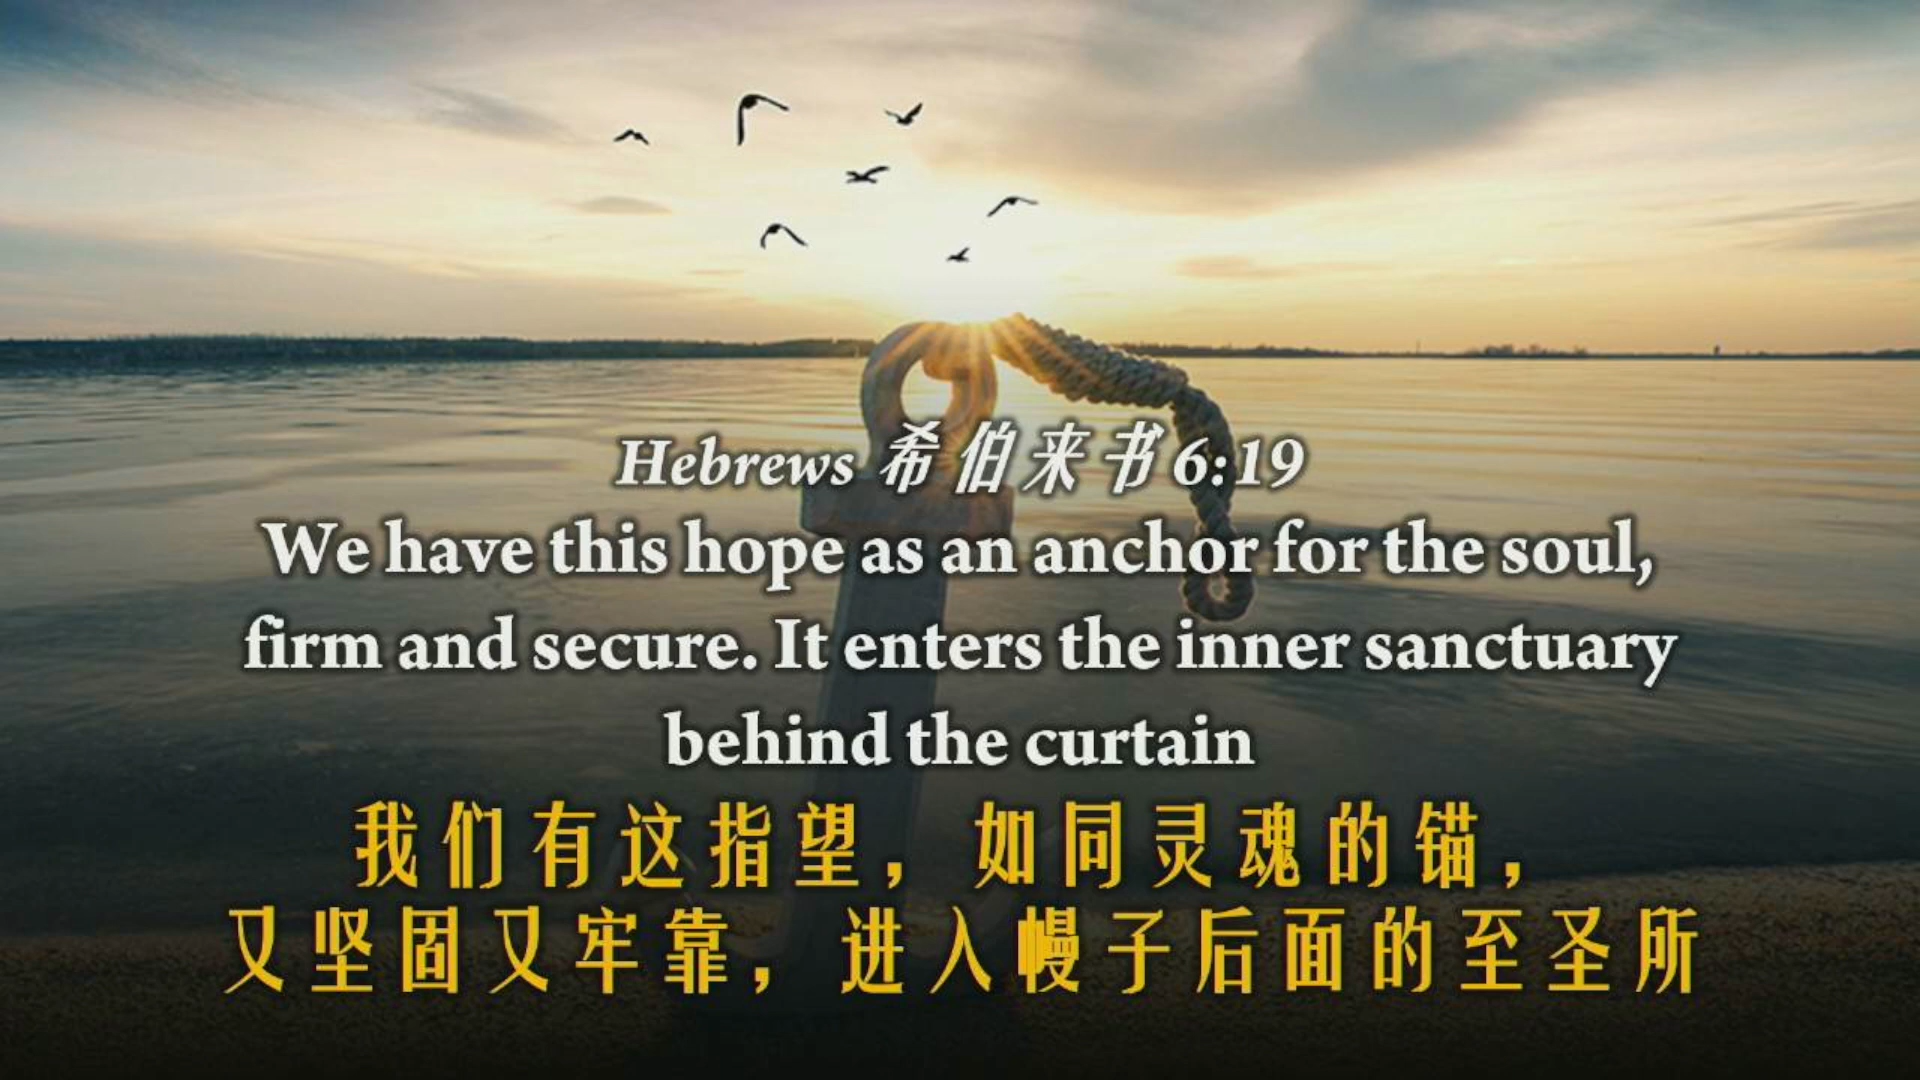 Hebrews 希伯来书 6:19
We have this hope as an anchor for the soul,
firm and secure. It enters the inner sanctuary
behind the curtain
我们有这指望，如同灵魂的锚，
又坚固又牢靠，进入幔子后面的至圣所